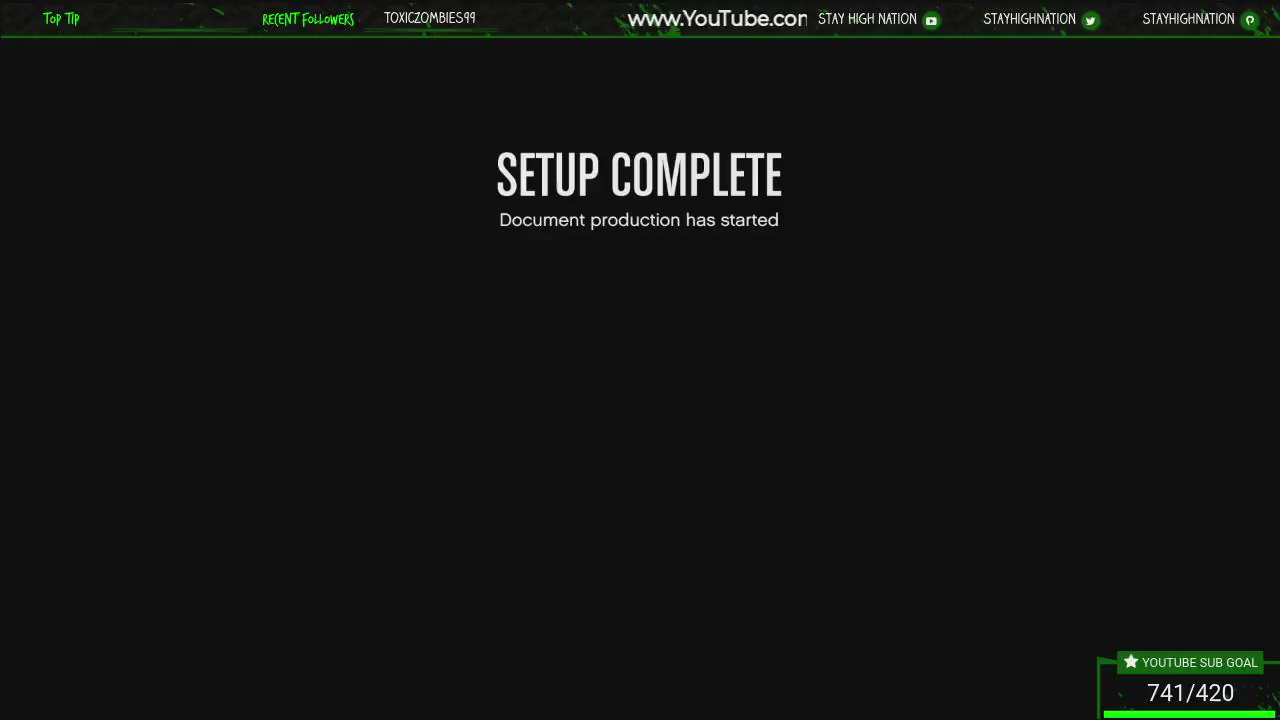 Top Tip
Recent Followers
TOXICZOMBIES99
www.YouTube.com
STAY HIGH NATION
STAYHIGHNATION
STAYHIGHNATION
SETUP COMPLETE
Document production has started
YOUTUBE SUB GOAL
741/420